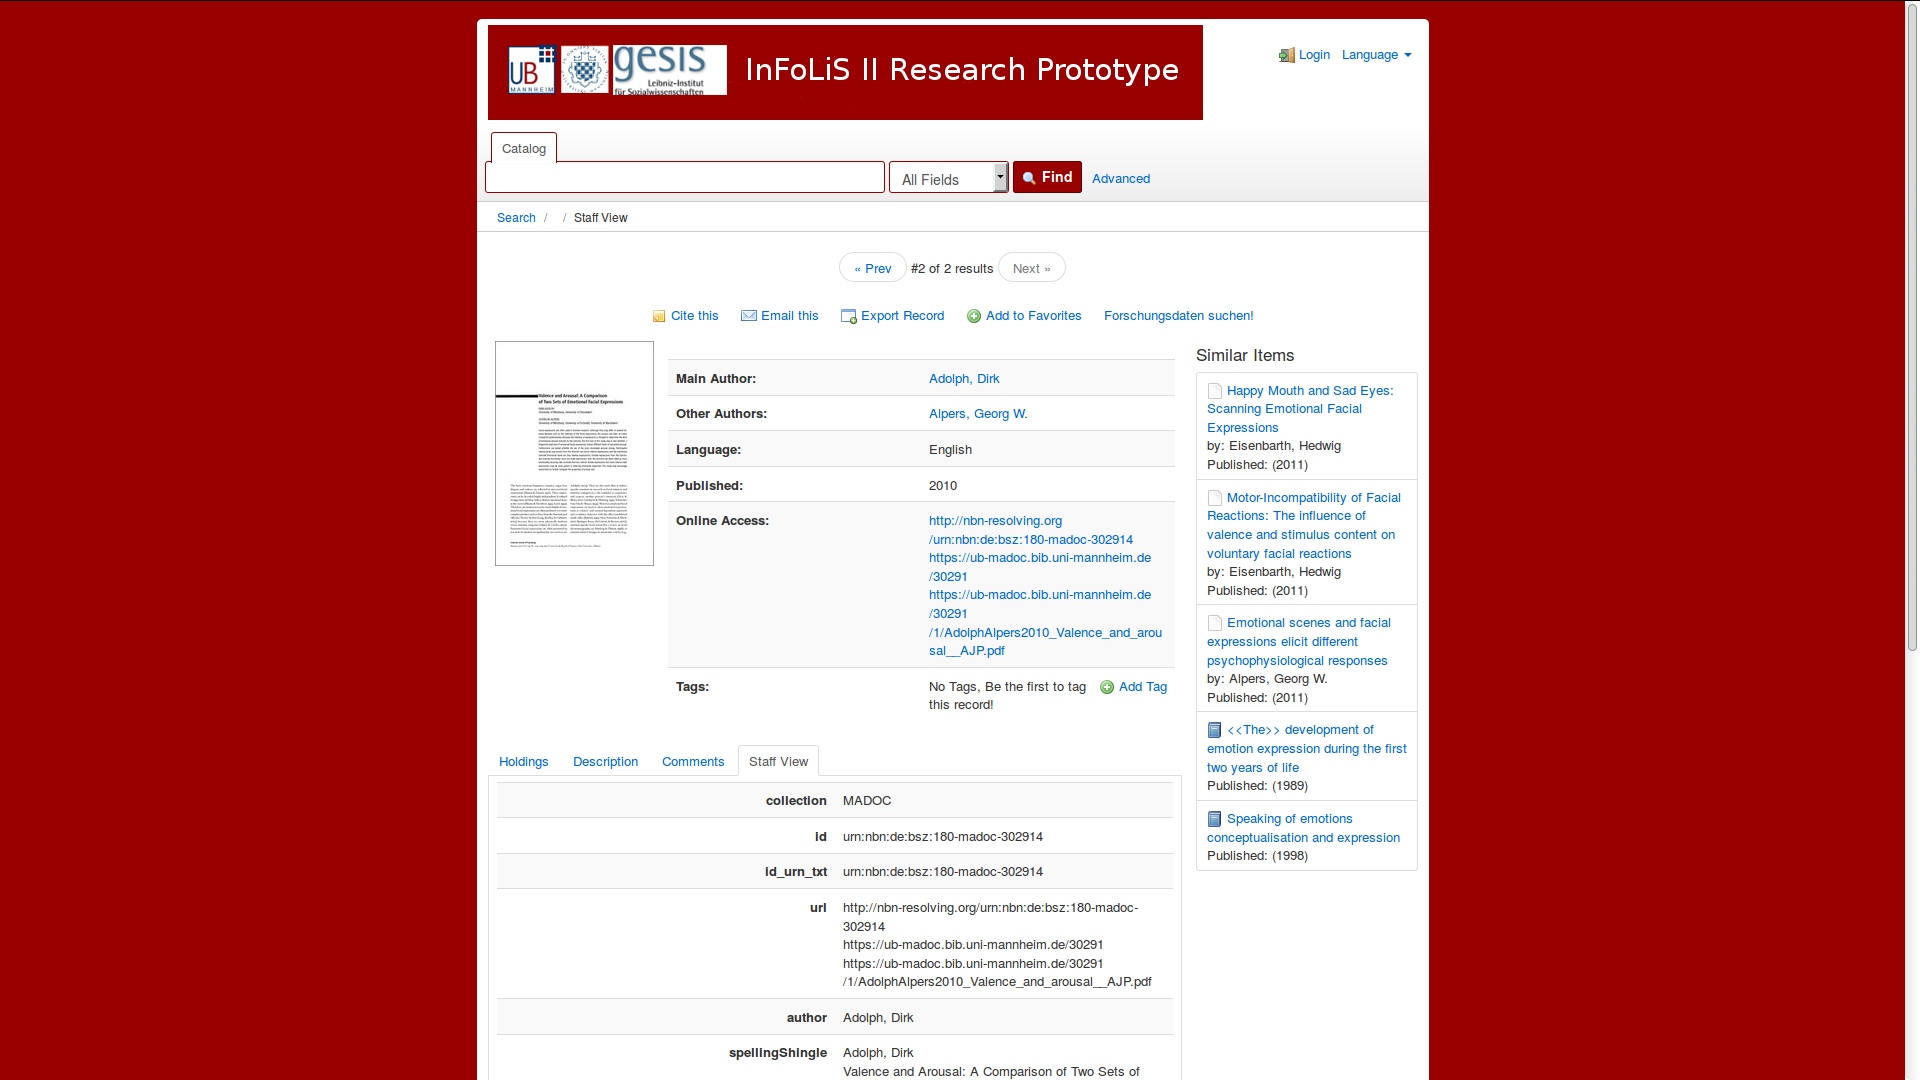 UB
MANNHEIM
gesis
Leibniz-Institut
für Sozialwissenschaften
InFoLiS II Research Prototype
Login Language
Catalog
All Fields Find Advanced
Search / / Staff View
« Prev #2 of 2 results Next »
Cite this Email this Export Record Add to Favorites Forschungsdaten suchen!
Valence and Arousal: A Comparison
of Two Sets of Emotional Facial Expressions
Main Author: Adolph, Dirk
Other Authors: Alpers, Georg W.
Language: English
Published: 2010
Online Access: http://nbn-resolving.org
/urn:nbn:de:bsz:180-madoc-302914
https://ub-madoc.bib.uni-mannheim.de
/30291
https://ub-madoc.bib.uni-mannheim.de
/30291
/1/AdolphAlpers2010_Valence_and_arou
sal__AJP.pdf
Tags: No Tags, Be the first to tag Add Tag
this record!
Similar Items
Happy Mouth and Sad Eyes:
Scanning Emotional Facial
Expressions
by: Eisenbarth, Hedwig
Published: (2011)
Motor-Incompatibility of Facial
Reactions: The influence of
valence and stimulus content on
voluntary facial reactions
by: Eisenbarth, Hedwig
Published: (2011)
Emotional scenes and facial
expressions elicit different
psychophysiological responses
by: Alpers, Georg W.
Published: (2011)
<<The>> development of
emotion expression during the first
two years of life
Published: (1989)
Speaking of emotions
conceptualisation and expression
Published: (1998)
Holdings Description Comments Staff View
collection MADOC
id urn:nbn:de:bsz:180-madoc-302914
id_urn_txt urn:nbn:de:bsz:180-madoc-302914
url http://nbn-resolving.org/urn:nbn:de:bsz:180-madoc-
302914
https://ub-madoc.bib.uni-mannheim.de/30291
https://ub-madoc.bib.uni-mannheim.de/30291
/1/AdolphAlpers2010_Valence_and_arousal__AJP.pdf
author Adolph, Dirk
spellingShingle Adolph, Dirk
Valence and Arousal: A Comparison of Two Sets of